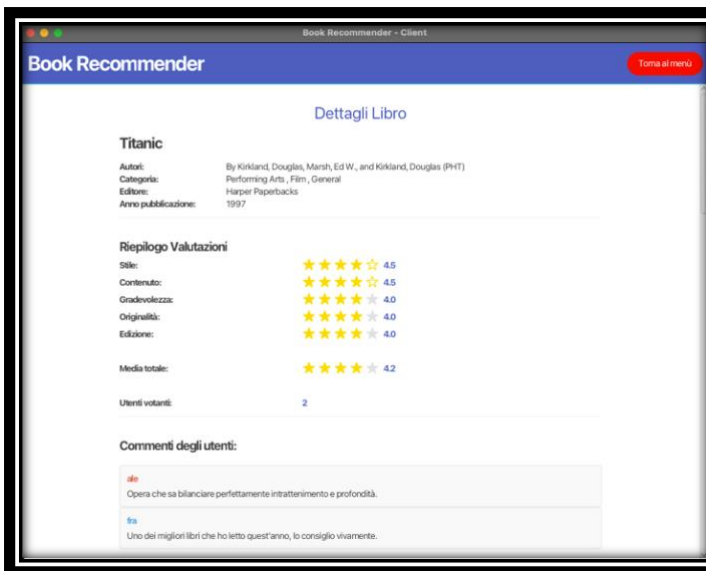 Book Recommender - Client
Book Recommender
Torna al menù
Dettagli Libro
Titanic
Autori: By Kirkland, Douglas, Marsh, Ed W., and Kirkland, Douglas (PHT)
Categoria: Performing Arts , Film , General
Editore: Harper Paperbacks
Anno pubblicazione: 1997
Riepilogo Valutazioni
Stile: 4.5
Contenuto: 4.5
Gradevolezza: 4.0
Originalità: 4.0
Edizione: 4.0
Media totale: 4.2
Utenti votanti: 2
Commenti degli utenti:
ale
Opera che sa bilanciare perfettamente intrattenimento e profondità.
fra
Uno dei migliori libri che ho letto quest'anno, lo consiglio vivamente.